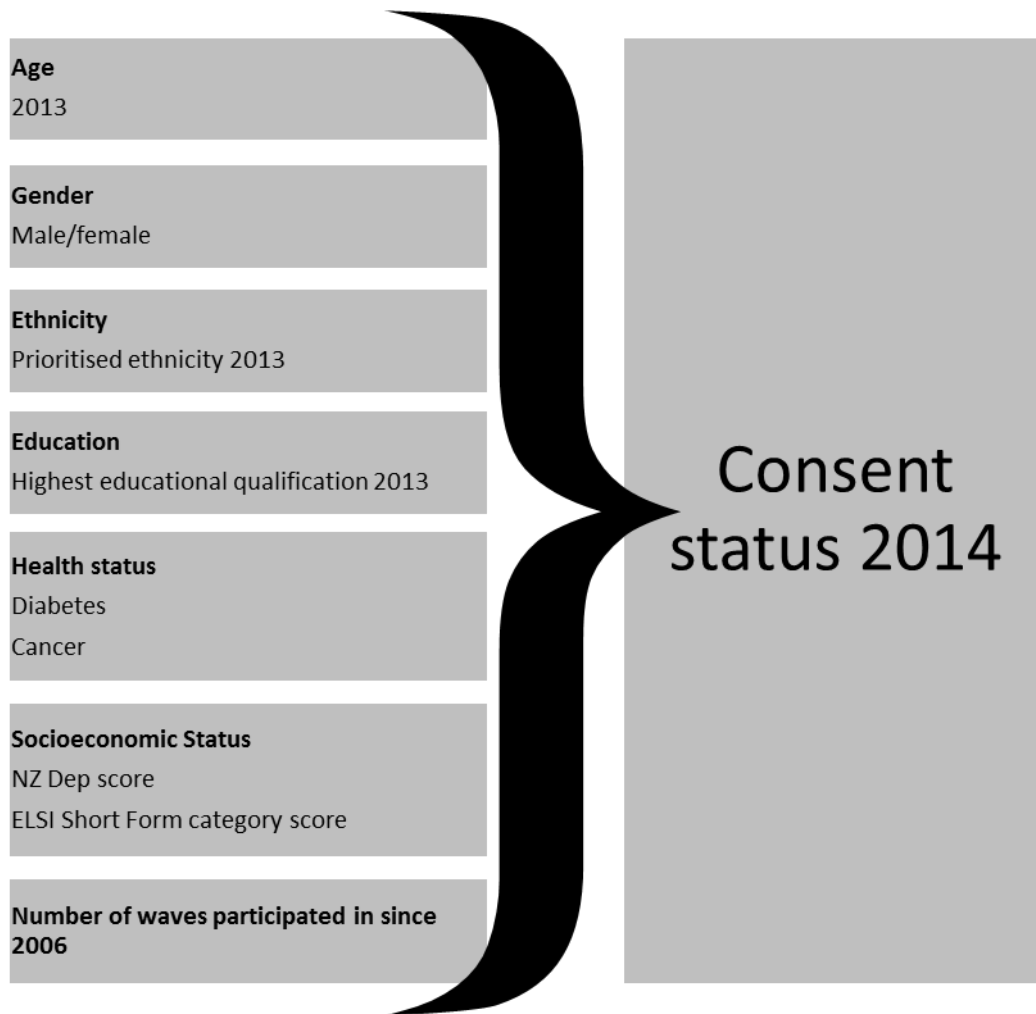 Age
2013
Gender
Male/female
Ethnicity
Prioritised ethnicity 2013
Education
Highest educational qualification 2013
Health status
Diabetes
Cancer
Socioeconomic Status
NZ Dep score
ELSI Short Form category score
Number of waves participated in since
2006
Consent
status 2014